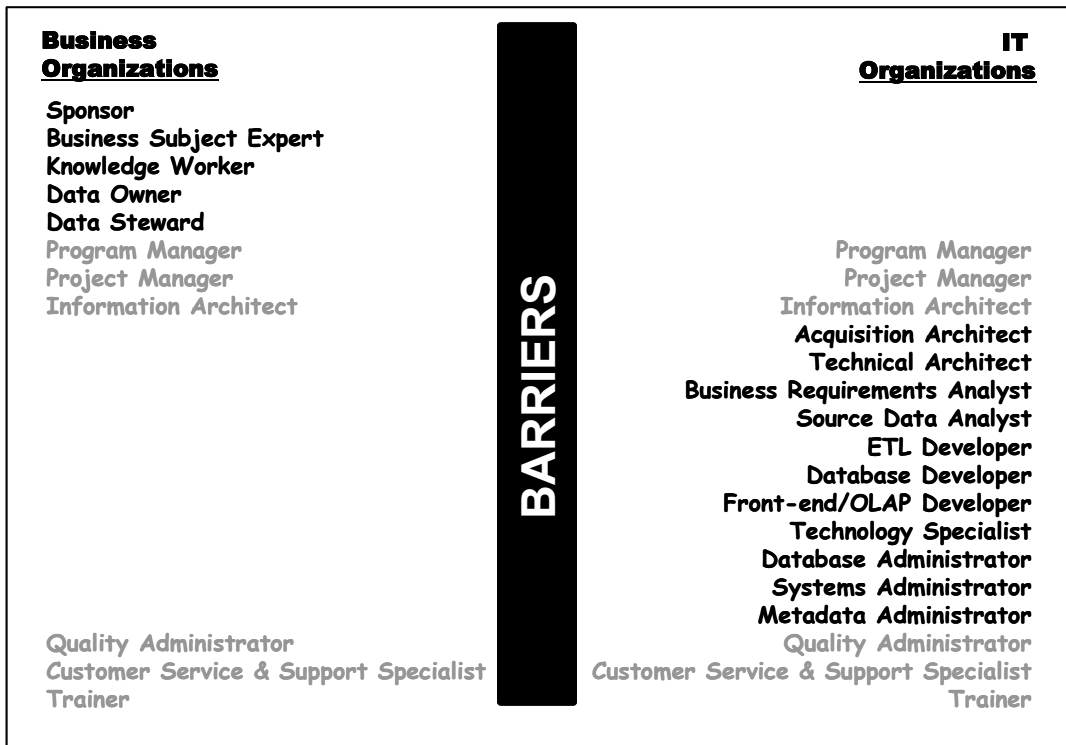 Business
Organizations
Sponsor
Business Subject Expert
Knowledge Worker
Data Owner
Data Steward
Program Manager
Project Manager
Information Architect
Quality Administrator
Customer Service & Support Specialist
Trainer
BARRIERS
IT
Organizations
Program Manager
Project Manager
Information Architect
Acquisition Architect
Technical Architect
Business Requirements Analyst
Source Data Analyst
ETL Developer
Database Developer
Front-end/OLAP Developer
Technology Specialist
Database Administrator
Systems Administrator
Metadata Administrator
Quality Administrator
Customer Service & Support Specialist
Trainer